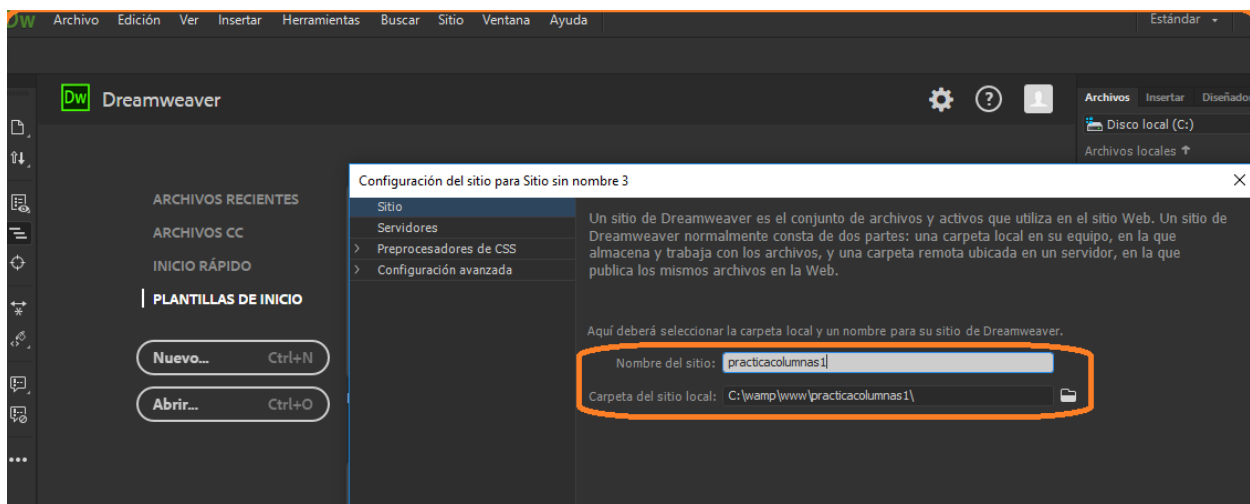 Dw Archivo Edición Ver Insertar Herramientas Buscar Sitio Ventana Ayuda Estándar
Dw Dreamweaver
Archivos Insertar
Disco local (C:)
Archivos locales
Configuración del sitio para Sitio sin nombre 3
ARCHIVOS RECIENTES
ARCHIVOS CC
INICIO RÁPIDO
PLANTILLAS DE INICIO
Nuevo... Ctrl+N
Abrir... Ctrl+O
Sitio
Servidores
Preprocesadores de CSS
Configuración avanzada
Un sitio de Dreamweaver es el conjunto de archivos y activos que utiliza en el sitio Web. Un sitio de
Dreamweaver normalmente consta de dos partes: una carpeta local en su equipo, en la que
almacena y trabaja con los archivos, y una carpeta remota ubicada en un servidor, en la que
publica los mismos archivos en la Web.
Aquí deberá seleccionar la carpeta local y un nombre para su sitio de Dreamweaver.
Nombre del sitio: practicacolumnas1
Carpeta del sitio local: C:\wamp\www\practicacolumnas1\